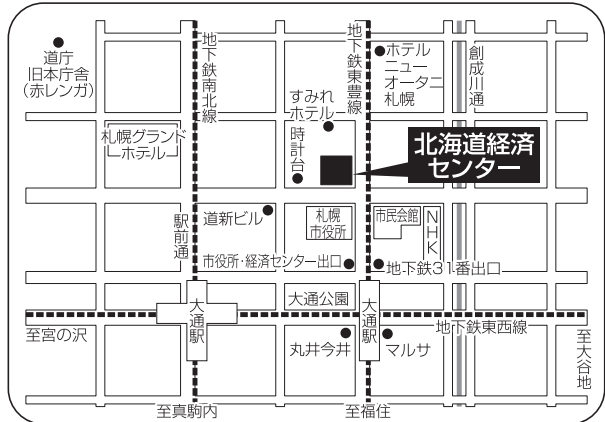 道庁
旧本庁舎
(赤レンガ)
地下鉄南北線
地下鉄東豊線
ホテル
ニュー
オータニ
札幌
創成川通
すみれ
ホテル
札幌グランド
ホテル
時計台
北海道経済
センター
駅前通
道新ビル
札幌
市役所
市民会館
NHK
市役所・経済センター出口
地下鉄31番出口
大通公園
大通駅
大通駅
地下鉄東西線
至宮の沢
丸井今井
マルサ
至大谷地
至真駒内
至福住